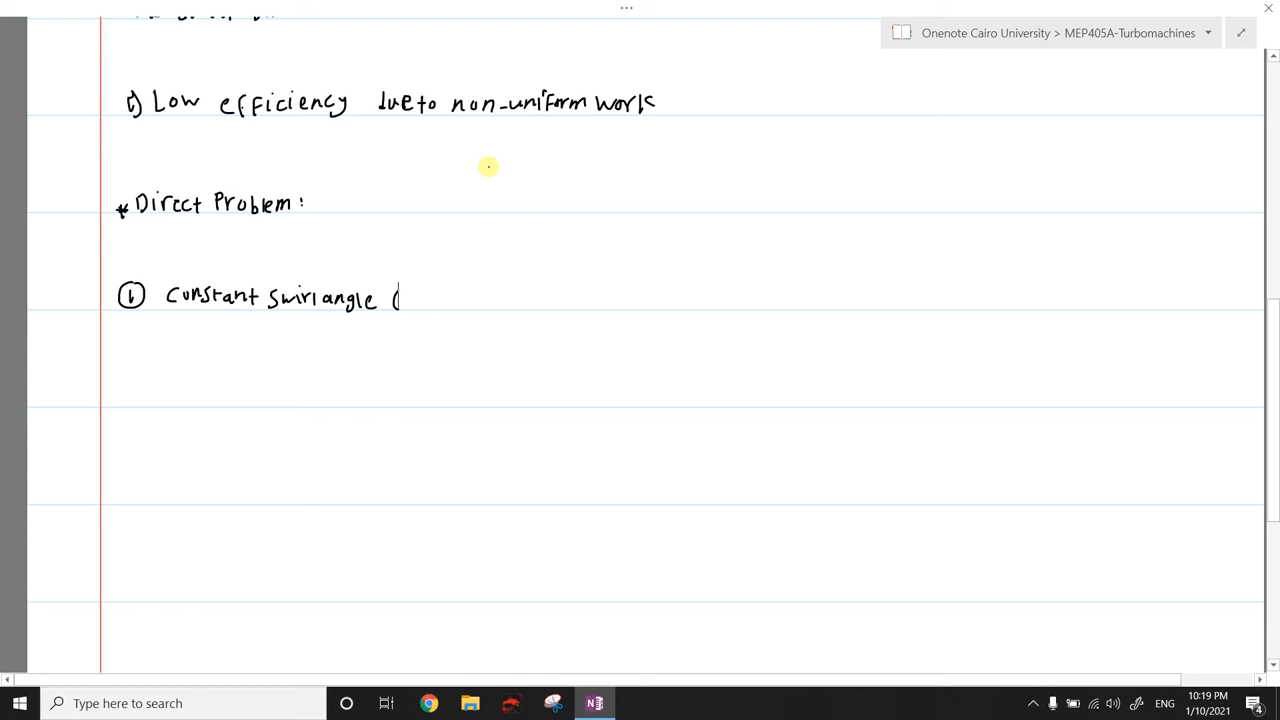 Onenote Cairo University > MEP405A-Turbomachines
c) Low efficiency due to non-uniform work
* Direct Problem:
① Constant swirl angle (
Type here to search
ENG
10:19 PM
1/10/2021
4